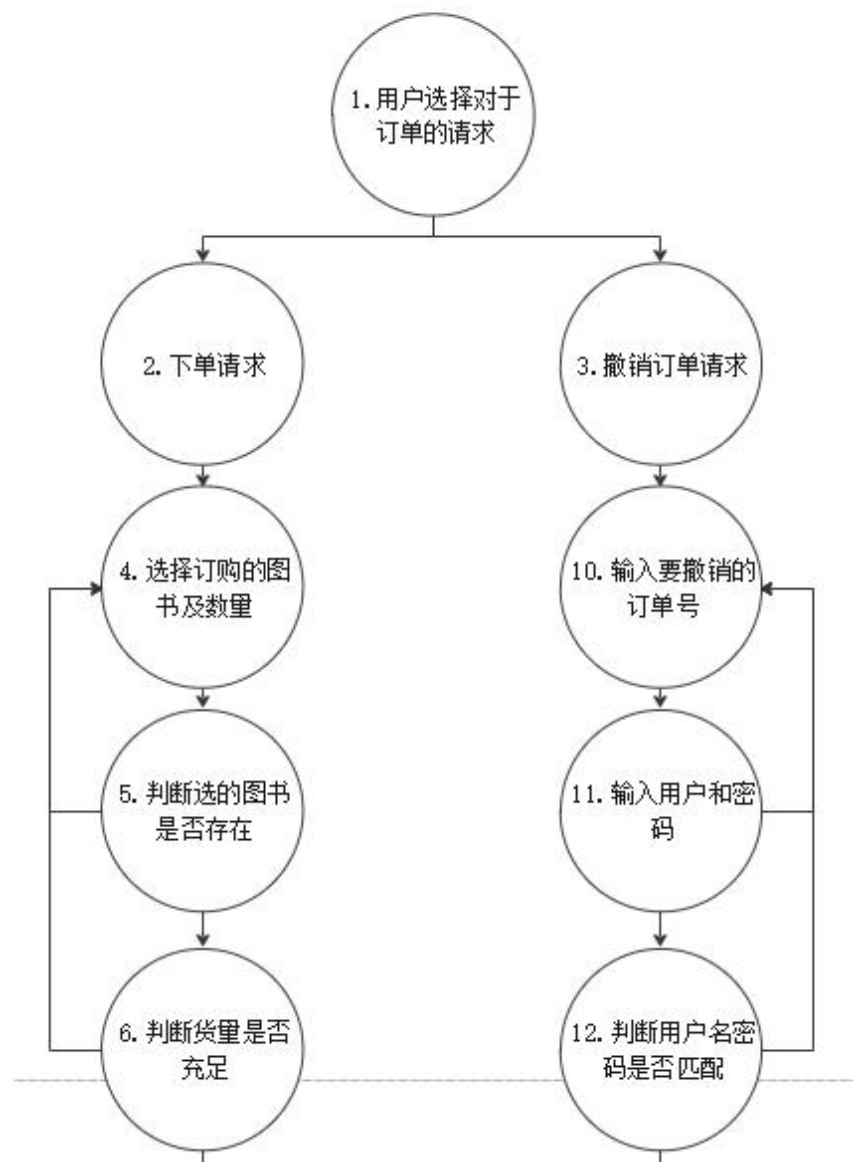 1.用户选择对于
订单的请求
2.下单请求
3.撤销订单请求
4.选择订购的图
书及数量
10.输入要撤销的
订单号
5.判断选的图书
是否存在
11.输入用户和密
码
6.判断货量是否
充足
12.判断用户名密
码是否匹配